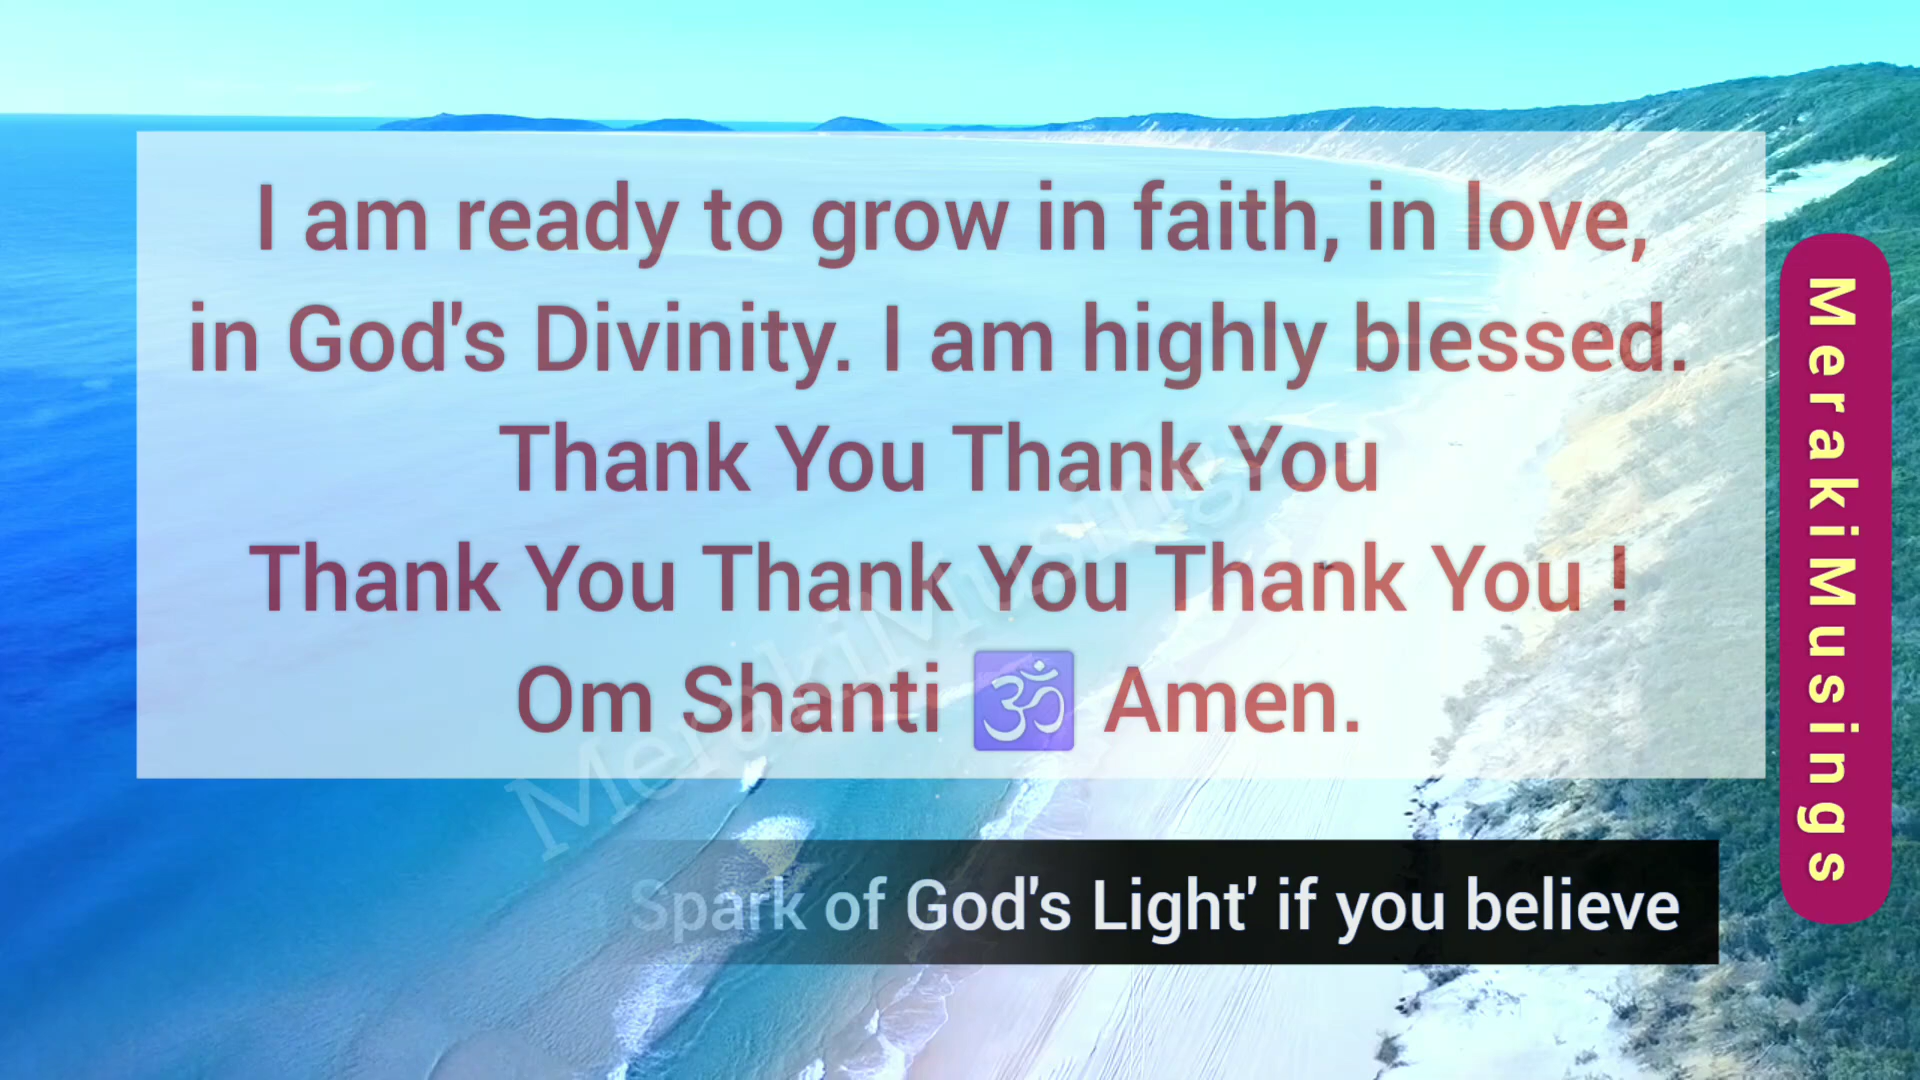 I am ready to grow in faith, in love,
in God's Divinity. I am highly blessed.
Thank You Thank You
Thank You Thank You Thank You !
Om Shanti 🕉 Amen.
Spark of God's Light' if you believe
MerakiMusings
MerakiMusings